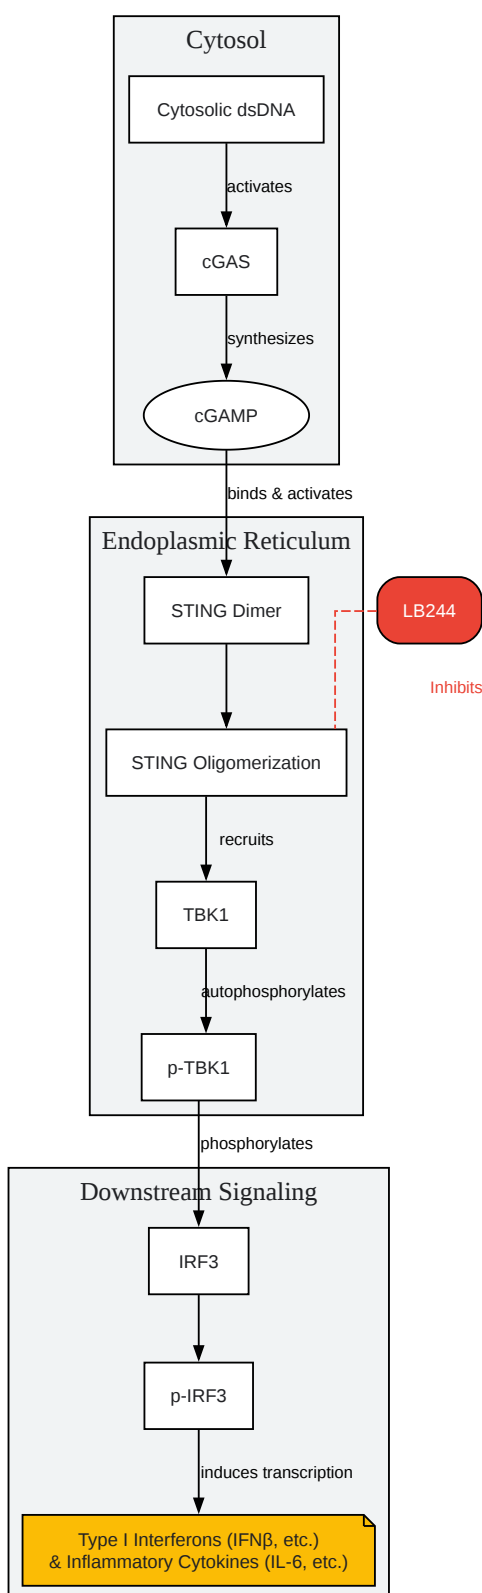 Cytosol
Cytosolic dsDNA
activates
cGAS
synthesizes
cGAMP
binds & activates
Endoplasmic Reticulum
STING Dimer
LB244
Inhibits
STING Oligomerization
recruits
TBK1
autophosphorylates
p-TBK1
phosphorylates
Downstream Signaling
IRF3
p-IRF3
induces transcription
Type I Interferons (IFNβ, etc.)
& Inflammatory Cytokines (IL-6, etc.)